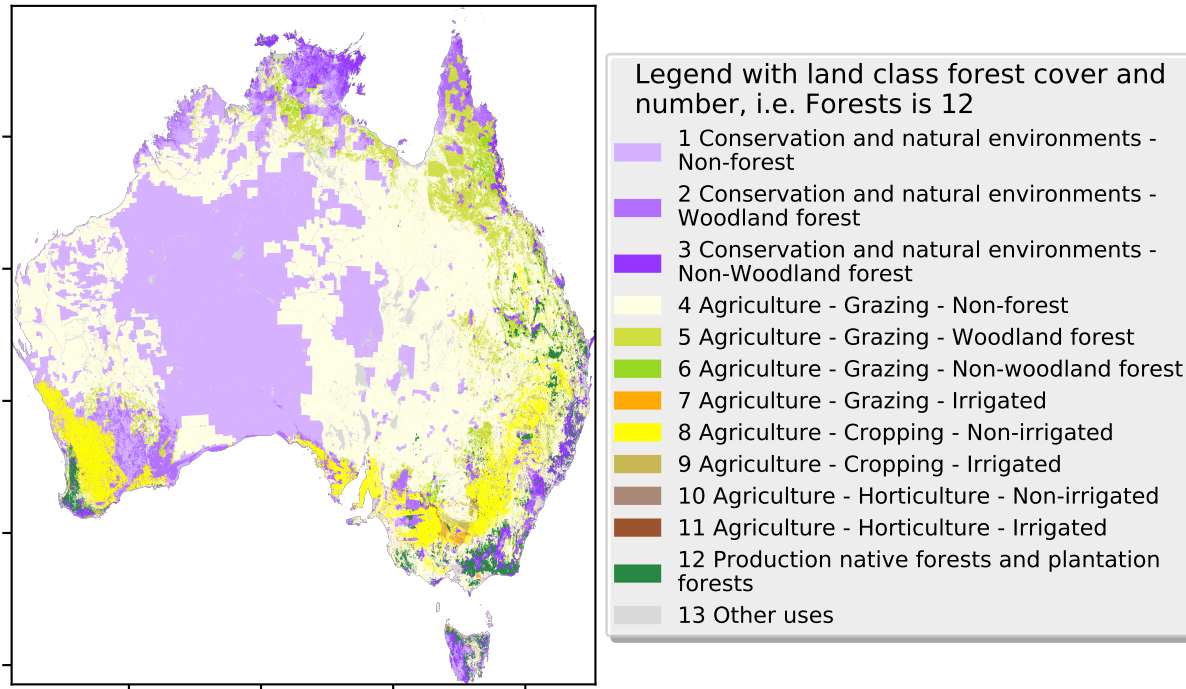 Legend with land class forest cover and
number, i.e. Forests is 12
1 Conservation and natural environments -
Non-forest
2 Conservation and natural environments -
Woodland forest
3 Conservation and natural environments -
Non-Woodland forest
4 Agriculture - Grazing - Non-forest
5 Agriculture - Grazing - Woodland forest
6 Agriculture - Grazing - Non-woodland forest
7 Agriculture - Grazing - Irrigated
8 Agriculture - Cropping - Non-irrigated
9 Agriculture - Cropping - Irrigated
10 Agriculture - Horticulture - Non-irrigated
11 Agriculture - Horticulture - Irrigated
12 Production native forests and plantation
forests
13 Other uses